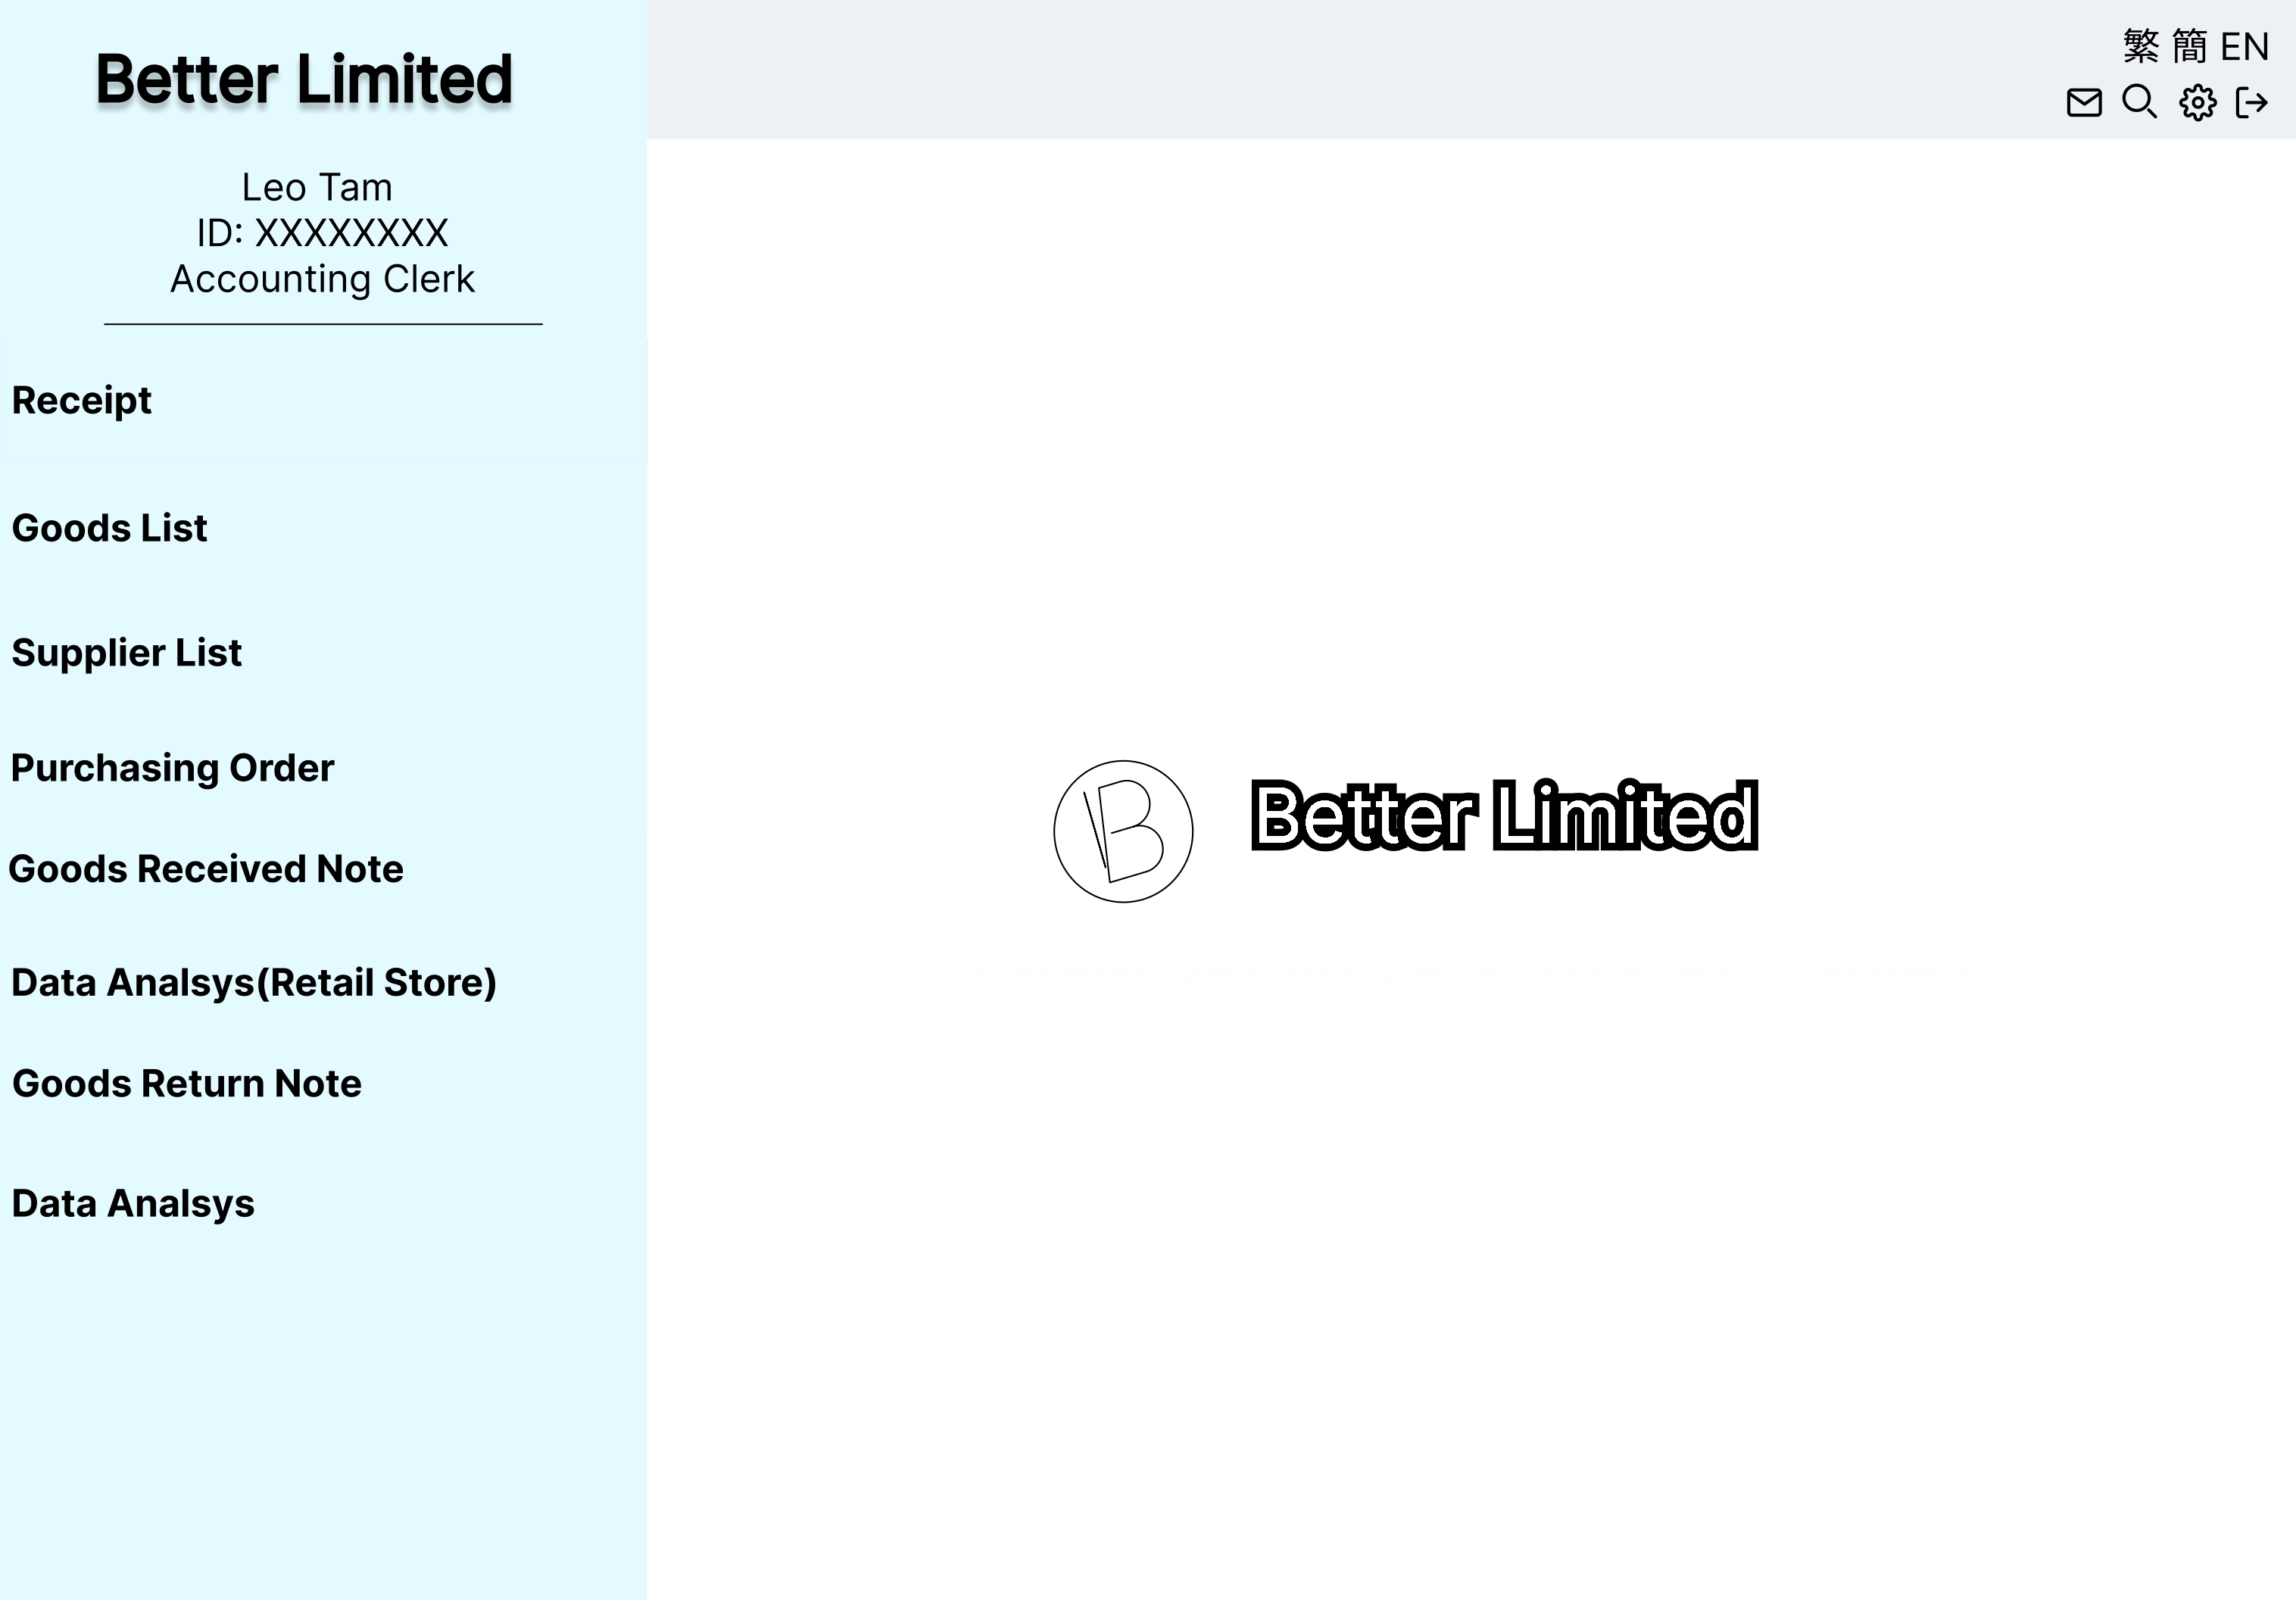 Better Limited
繁 簡 EN
Leo Tam
ID: XXXXXXXX
Accounting Clerk
Receipt
Goods List
Supplier List
Purchasing Order
Goods Received Note
Data Analsys(Retail Store)
Goods Return Note
Data Analsys
B
Better Limited